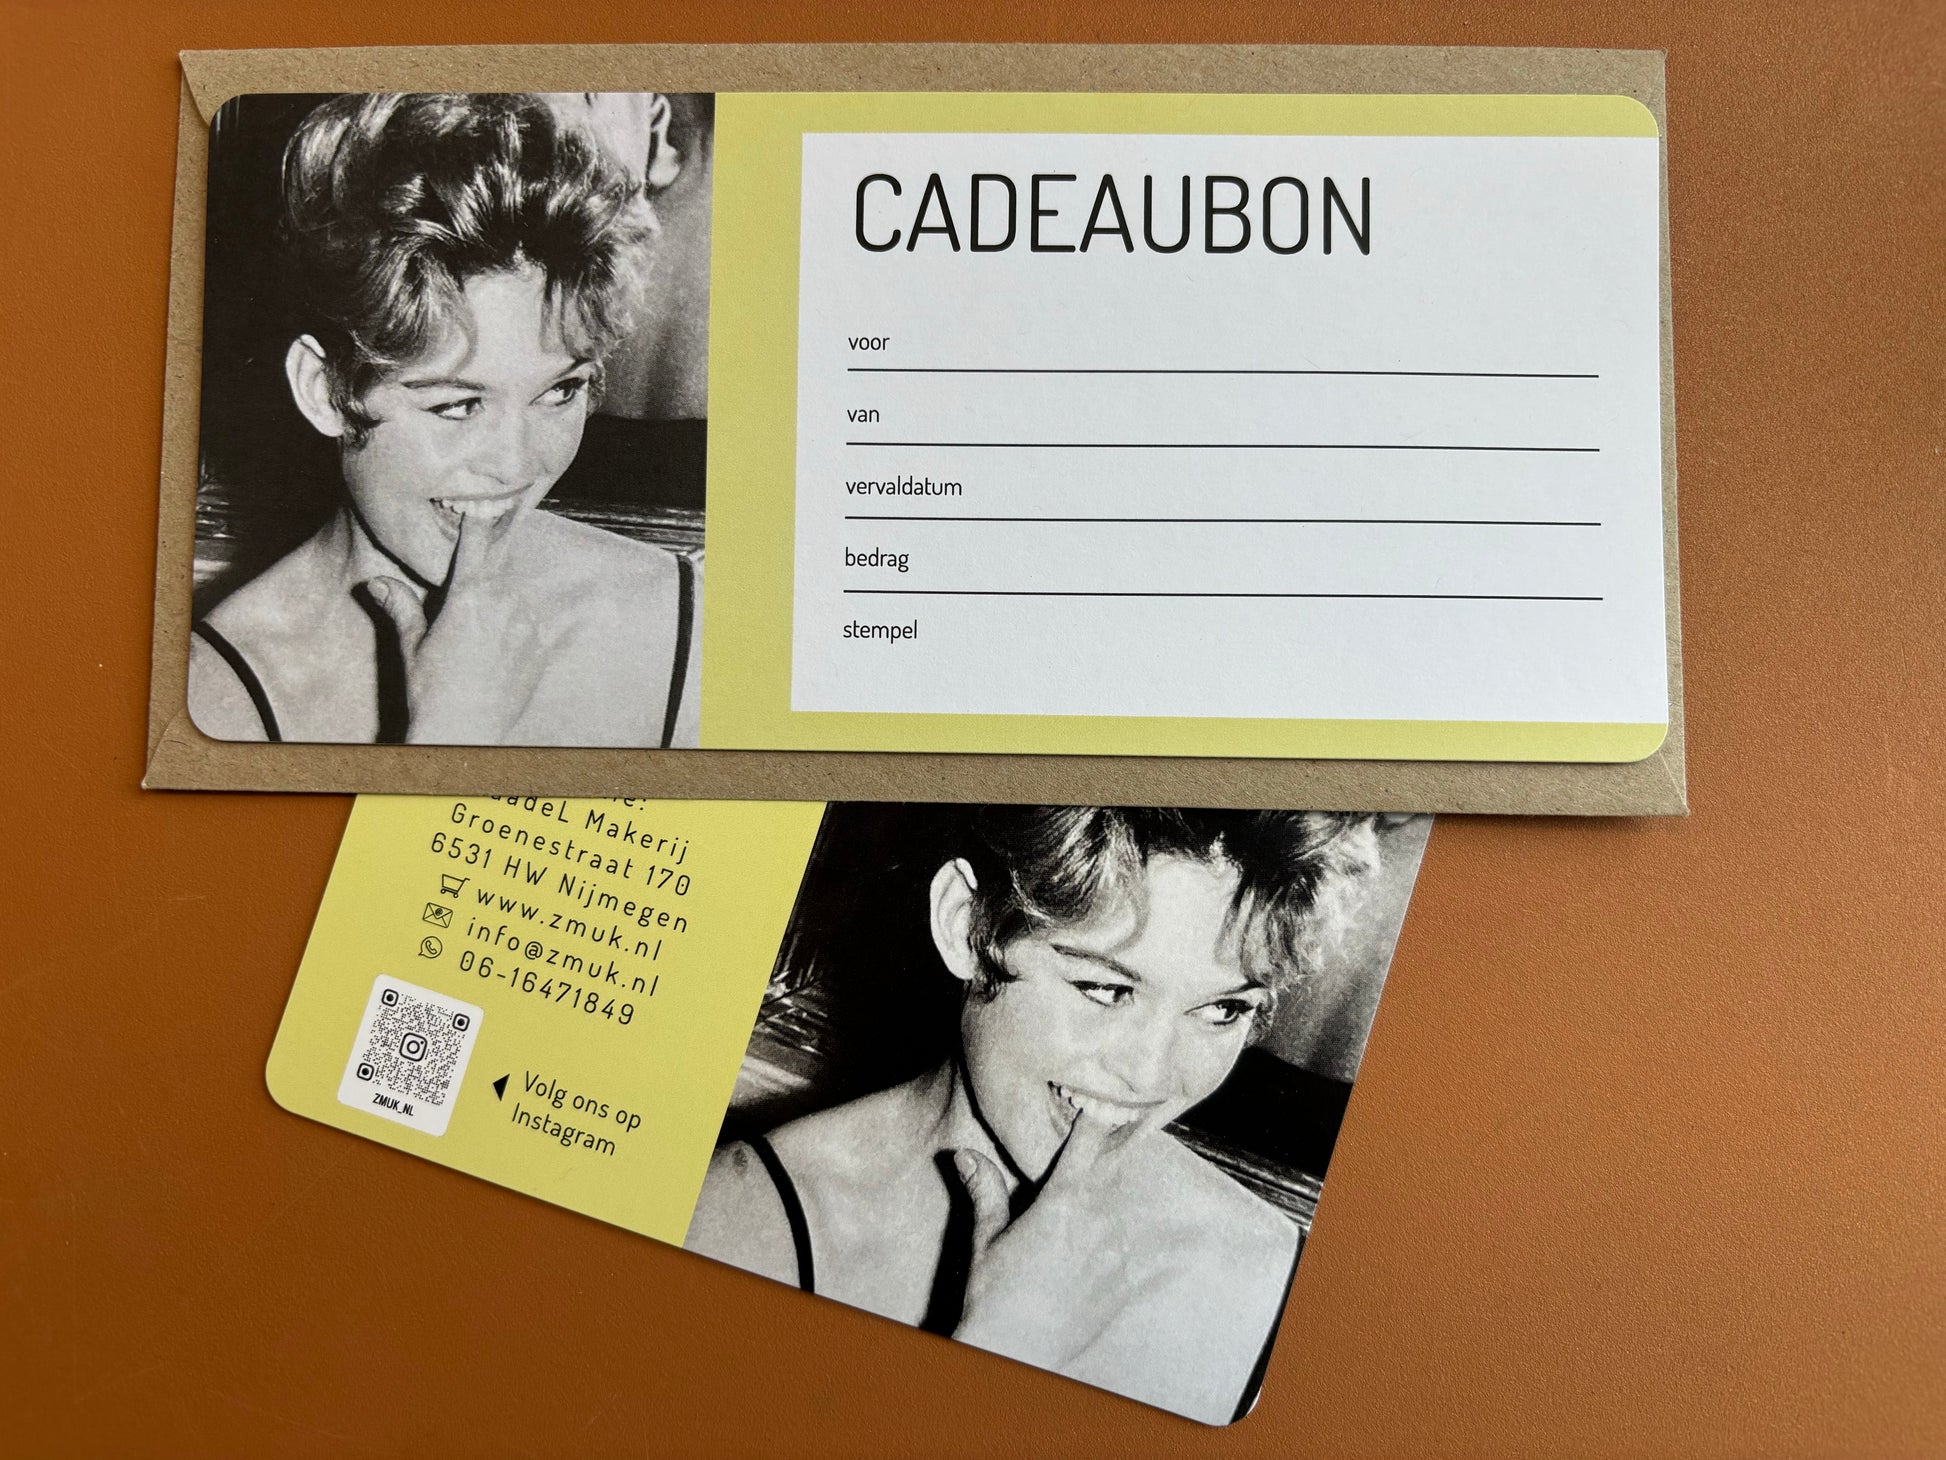 CADEAUBON
voor
van
vervaldatum
bedrag
stempel
Makerij
Groenestraat 170
6531 HW Nijmegen
www.zmuk.nl
info@zmuk.nl
06-16471849
ZMUK_NL
Volg ons op
Instagram